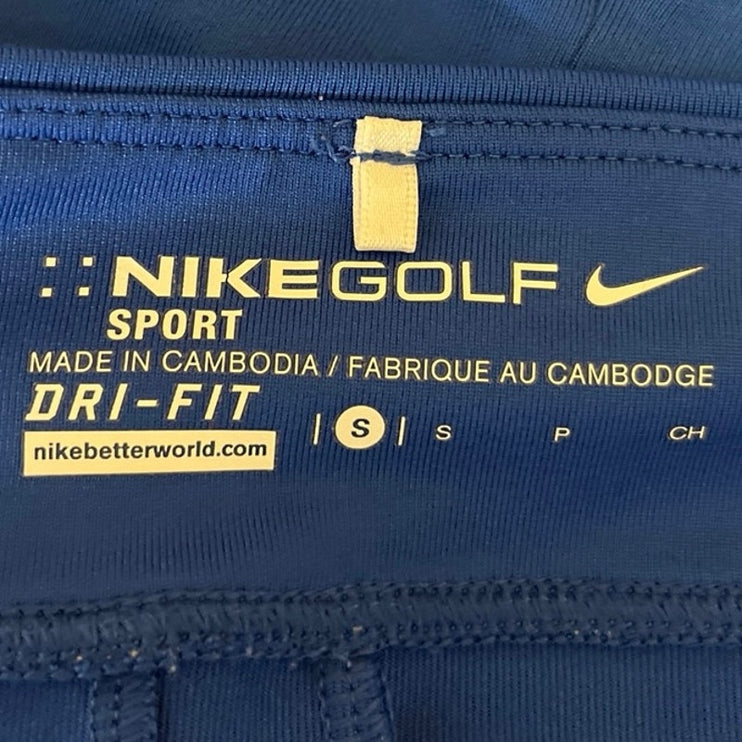 NIKEGOLF
SPORT
MADE IN CAMBODIA / FABRIQUE AU CAMBODGE
DRI-FIT
| S | S P CH
nikebetterworld.com